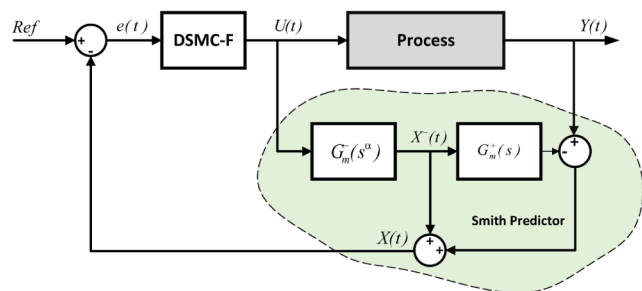 Ref
+
-
e(t)
DSMC-F
U(t)
Process
Y(t)
G_m^-(s^α)
X^-(t)
G_m^+(s)
+
-
Smith Predictor
X(t)
+
+